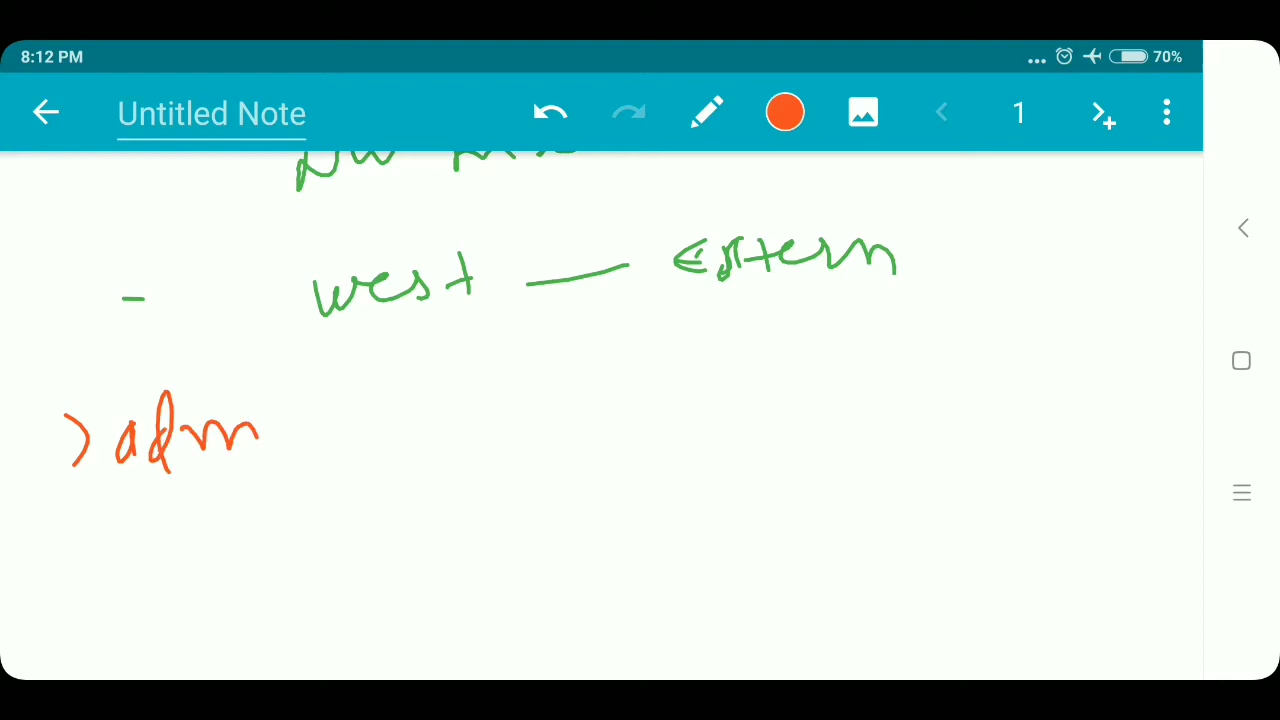 8:12 PM ... 70%
Untitled Note 1
- west — Estern
> adm